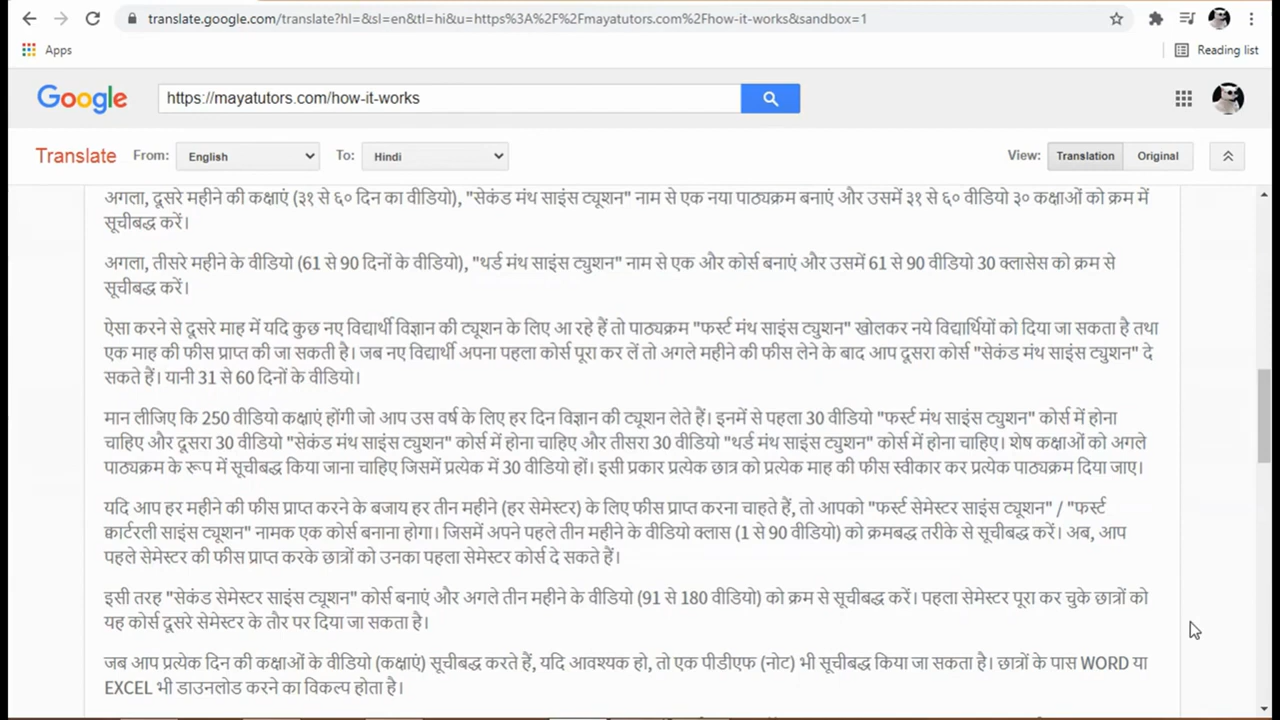 translate.google.com/translate?hl=&sl=en&tl=hi&u=https%3A%2F%2Fmayatutors.com%2Fhow-it-works&sandbox=1
Apps
Reading list
Google
https://mayatutors.com/how-it-works
Translate
From:
English
To:
Hindi
View:
Translation
Original
अगला, दूसरे महीने की कक्षाएं (३१ से ६० दिन का वीडियो), "सेकंड मंथ साइंस ट्यूशन" नाम से एक नया पाठ्यक्रम बनाएं और उसमें ३१ से ६० वीडियो ३० कक्षाओं को क्रम में
सूचीबद्ध करें।
अगला, तीसरे महीने के वीडियो (61 से 90 दिनों के वीडियो), "थर्ड मंथ साइंस ट्युशन" नाम से एक और कोर्स बनाएं और उसमें 61 से 90 वीडियो 30 क्लासेस को क्रम से
सूचीबद्ध करें।
ऐसा करने से दूसरे माह में यदि कुछ नए विद्यार्थी विज्ञान की ट्यूशन के लिए आ रहे हैं तो पाठ्यक्रम "फर्स्ट मंथ साइंस ट्युशन" खोलकर नये विद्यार्थियों को दिया जा सकता है तथा
एक माह की फीस प्राप्त की जा सकती है। जब नए विद्यार्थी अपना पहला कोर्स पूरा कर लें तो अगले महीने की फीस लेने के बाद आप दूसरा कोर्स "सेकंड मंथ साइंस ट्युशन" दे
सकते हैं। यानी 31 से 60 दिनों के वीडियो।
मान लीजिए कि 250 वीडियो कक्षाएं होंगी जो आप उस वर्ष के लिए हर दिन विज्ञान की ट्यूशन लेते हैं। इनमें से पहला 30 वीडियो "फर्स्ट मंथ साइंस ट्युशन" कोर्स में होना
चाहिए और दूसरा 30 वीडियो "सेकंड मंथ साइंस ट्युशन" कोर्स में होना चाहिए और तीसरा 30 वीडियो "थर्ड मंथ साइंस ट्युशन" कोर्स में होना चाहिए। शेष कक्षाओं को अगले
पाठ्यक्रम के रूप में सूचीबद्ध किया जाना चाहिए जिसमें प्रत्येक में 30 वीडियो हों। इसी प्रकार प्रत्येक छात्र को प्रत्येक माह की फीस स्वीकार कर प्रत्येक पाठ्यक्रम दिया जाए।
यदि आप हर महीने की फीस प्राप्त करने के बजाय हर तीन महीने (हर सेमेस्टर) के लिए फीस प्राप्त करना चाहते हैं, तो आपको "फर्स्ट सेमेस्टर साइंस ट्यूशन" / "फर्स्ट
क्वार्टरली साइंस ट्यूशन" नामक एक कोर्स बनाना होगा। जिसमें अपने पहले तीन महीने के वीडियो क्लास (1 से 90 वीडियो) को क्रमबद्ध तरीके से सूचीबद्ध करें। अब, आप
पहले सेमेस्टर की फीस प्राप्त करके छात्रों को उनका पहला सेमेस्टर कोर्स दे सकते हैं।
इसी तरह "सेकंड सेमेस्टर साइंस ट्यूशन" कोर्स बनाएं और अगले तीन महीने के वीडियो (91 से 180 वीडियो) को क्रम से सूचीबद्ध करें। पहला सेमेस्टर पूरा कर चुके छात्रों को
यह कोर्स दूसरे सेमेस्टर के तौर पर दिया जा सकता है।
जब आप प्रत्येक दिन की कक्षाओं के वीडियो (कक्षाएं) सूचीबद्ध करते हैं, यदि आवश्यक हो, तो एक पीडीएफ (नोट) भी सूचीबद्ध किया जा सकता है। छात्रों के पास WORD या
EXCEL भी डाउनलोड करने का विकल्प होता है।